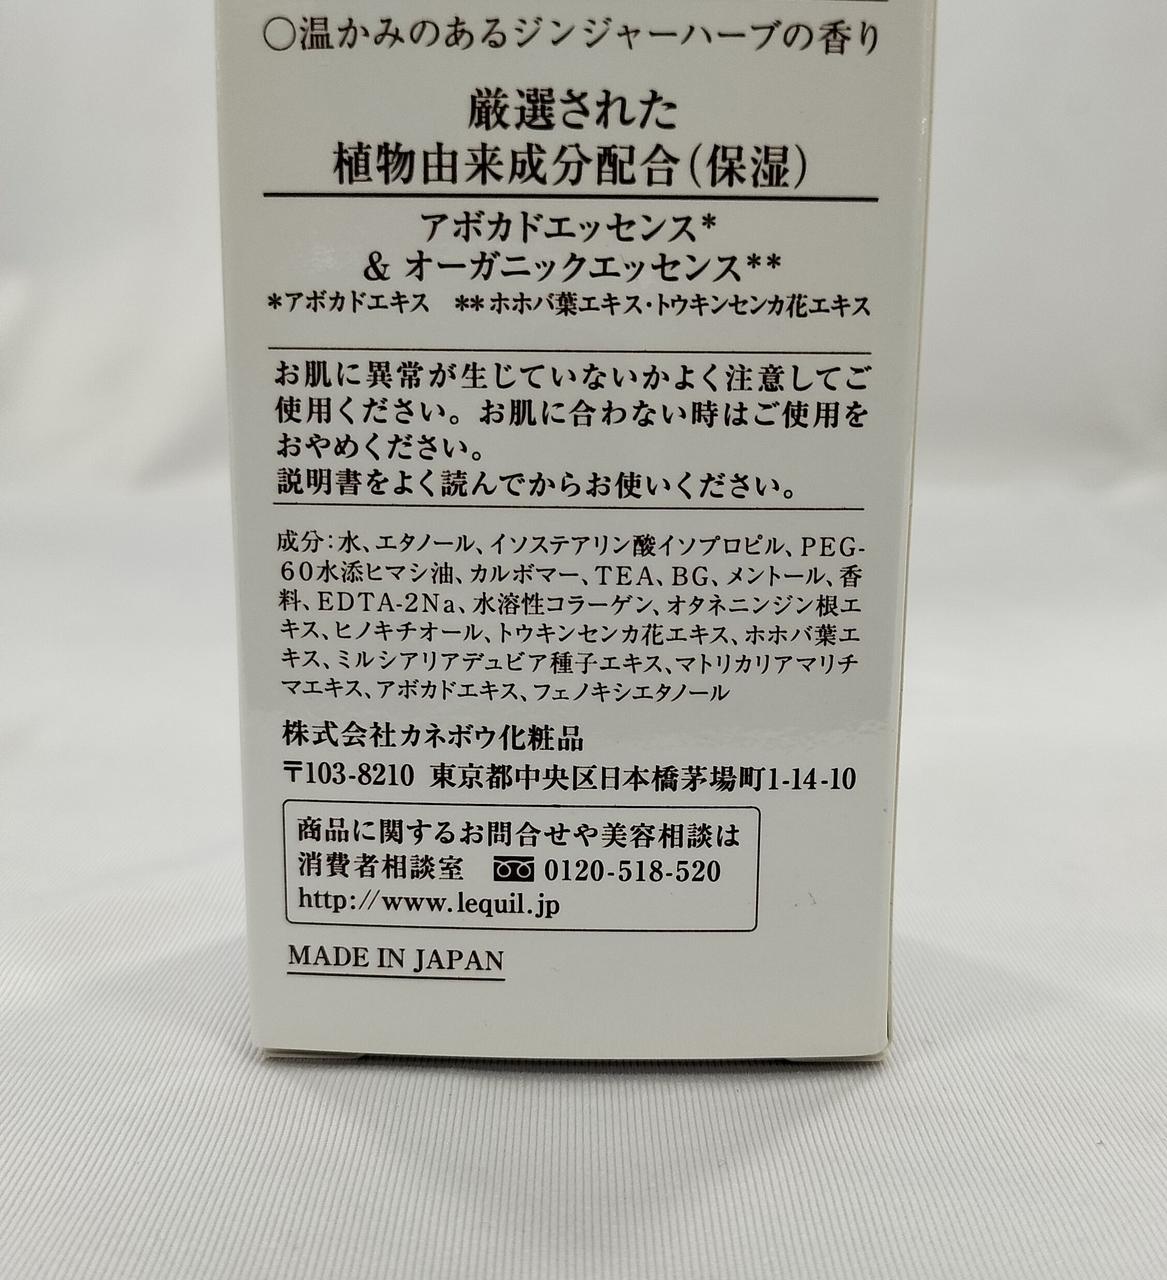 ○温かみのあるジンジャーハーブの香り
厳選された
植物由来成分配合(保湿)
アボカドエッセンス*
& オーガニックエッセンス**
*アボカドエキス　**ホホバ葉エキス・トウキンセンカ花エキス
お肌に異常が生じていないかよく注意してご
使用ください。お肌に合わない時はご使用を
おやめください。
説明書をよく読んでからお使いください。
成分:水、エタノール、イソステアリン酸イソプロピル、PEG-
60水添ヒマシ油、カルボマー、TEA、BG、メントール、香
料、EDTA-2Na、水溶性コラーゲン、オタネニンジン根エ
キス、ヒノキチオール、トウキンセンカ花エキス、ホホバ葉エ
キス、ミルシアリアデュビア種子エキス、マトリカリアマリチ
マエキス、アボカドエキス、フェノキシエタノール
株式会社カネボウ化粧品
〒103-8210 東京都中央区日本橋茅場町1-14-10
商品に関するお問合せや美容相談は
消費者相談室　0120-518-520
http://www.lequil.jp
MADE IN JAPAN